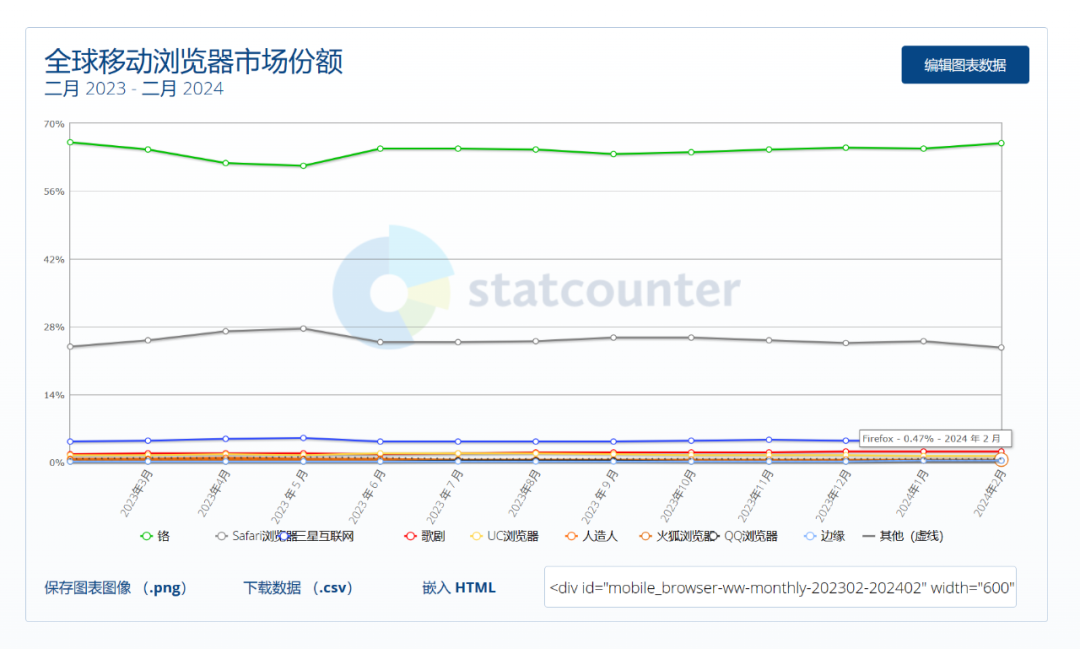 全球移动浏览器市场份额
二月 2023 - 二月 2024
编辑图表数据
70%
56%
42%
28%
14%
0%
statcounter
Firefox - 0.47% - 2024 年 2 月
2023年3月
2023年4月
2023 年 5 月
2023 年 6 月
2023 年 7 月
2023年8月
2023 年 9 月
2023年10月
2023年11月
2023年12月
2024年1月
2024年2月
铬 Safari浏览器 三星互联网 歌剧 UC浏览器 人造人 火狐浏览器 QQ浏览器 边缘 其他 (虚线)
保存图表图像 (.png) 下载数据 (.csv) 嵌入 HTML <div id="mobile_browser-ww-monthly-202302-202402" width="600"